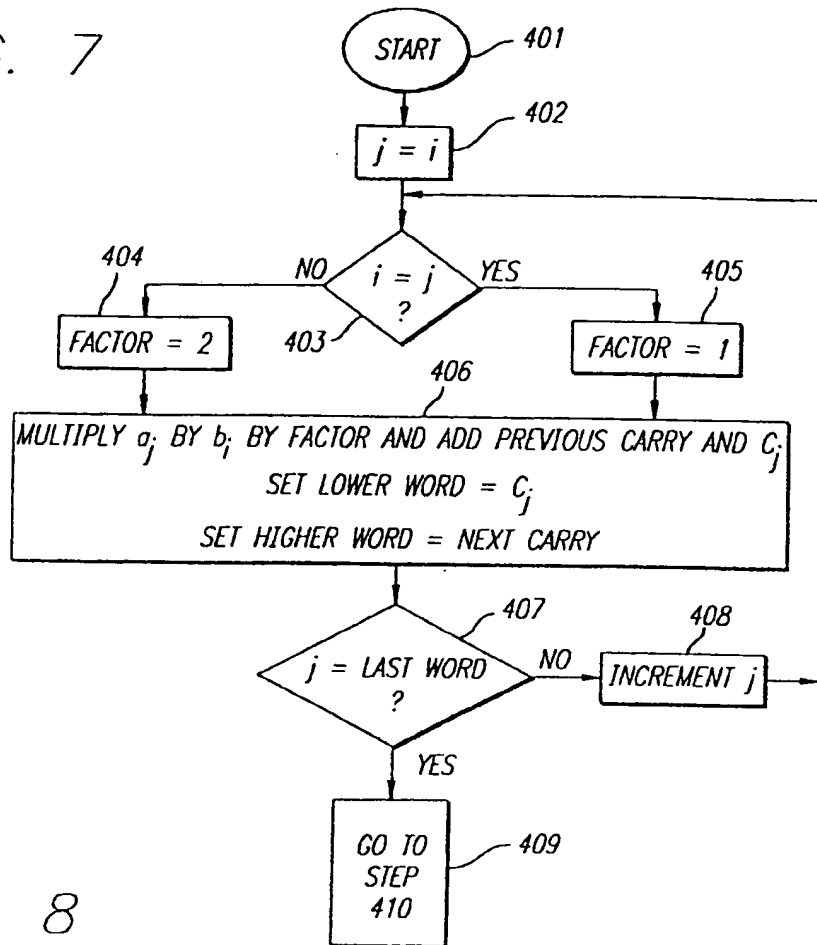 G. 7
START
401
402
j = i
404
NO
i = j
?
YES
405
403
FACTOR = 2
FACTOR = 1
406
MULTIPLY aj BY bi BY FACTOR AND ADD PREVIOUS CARRY AND Cj
SET LOWER WORD = Cj
SET HIGHER WORD = NEXT CARRY
407
j = LAST WORD
?
NO
408
INCREMENT j
YES
GO TO
STEP
410
409
8